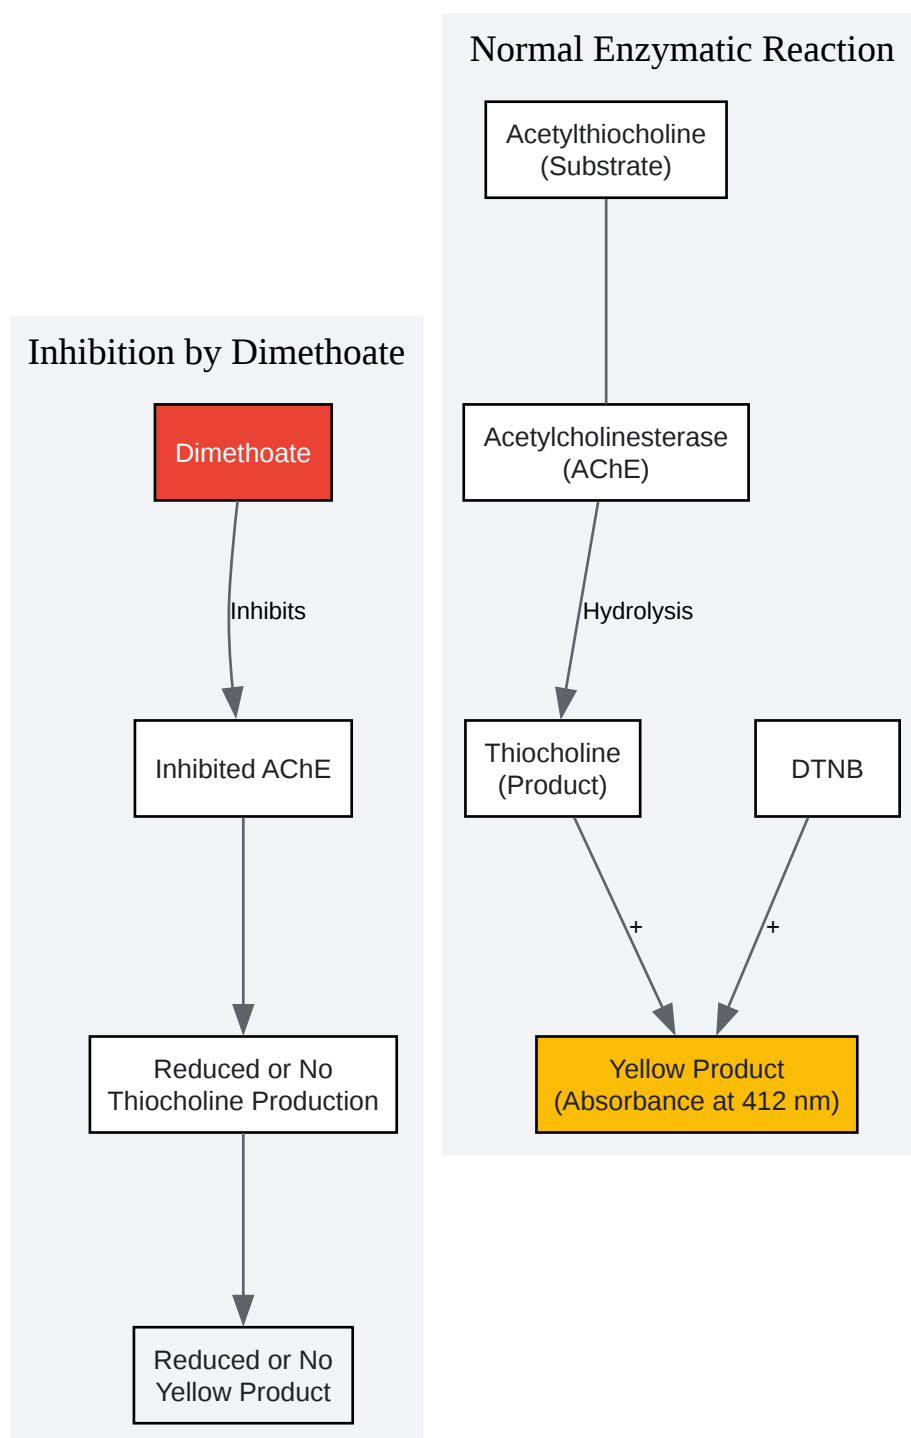 Normal Enzymatic Reaction
Acetylthiocholine
(Substrate)
Acetylcholinesterase
(AChE)
Hydrolysis
Thiocholine
(Product)
DTNB
+
+
Yellow Product
(Absorbance at 412 nm)
Inhibition by Dimethoate
Dimethoate
Inhibits
Inhibited AChE
Reduced or No
Thiocholine Production
Reduced or No
Yellow Product